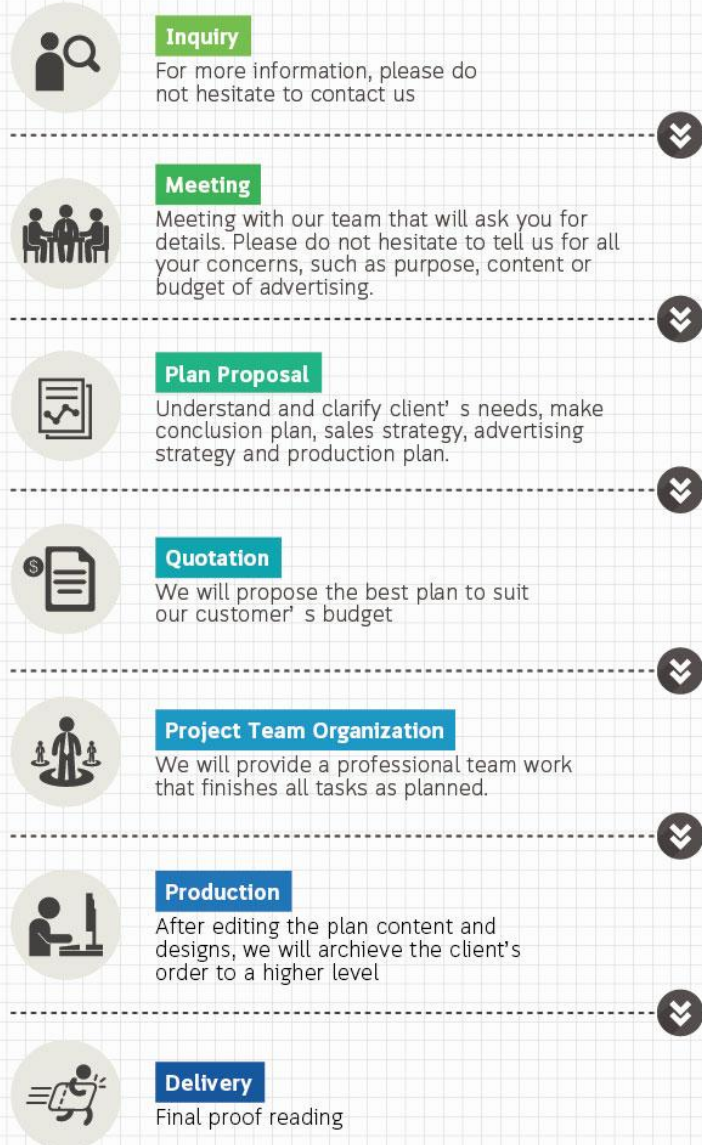 Inquiry
For more information, please do
not hesitate to contact us
Meeting
Meeting with our team that will ask you for
details. Please do not hesitate to tell us for all
your concerns, such as purpose, content or
budget of advertising.
Plan Proposal
Understand and clarify client’ s needs, make
conclusion plan, sales strategy, advertising
strategy and production plan.
$
Quotation
We will propose the best plan to suit
our customer’ s budget
Project Team Organization
We will provide a professional team work
that finishes all tasks as planned.
Production
After editing the plan content and
designs, we will archieve the client’s
order to a higher level
Delivery
Final proof reading